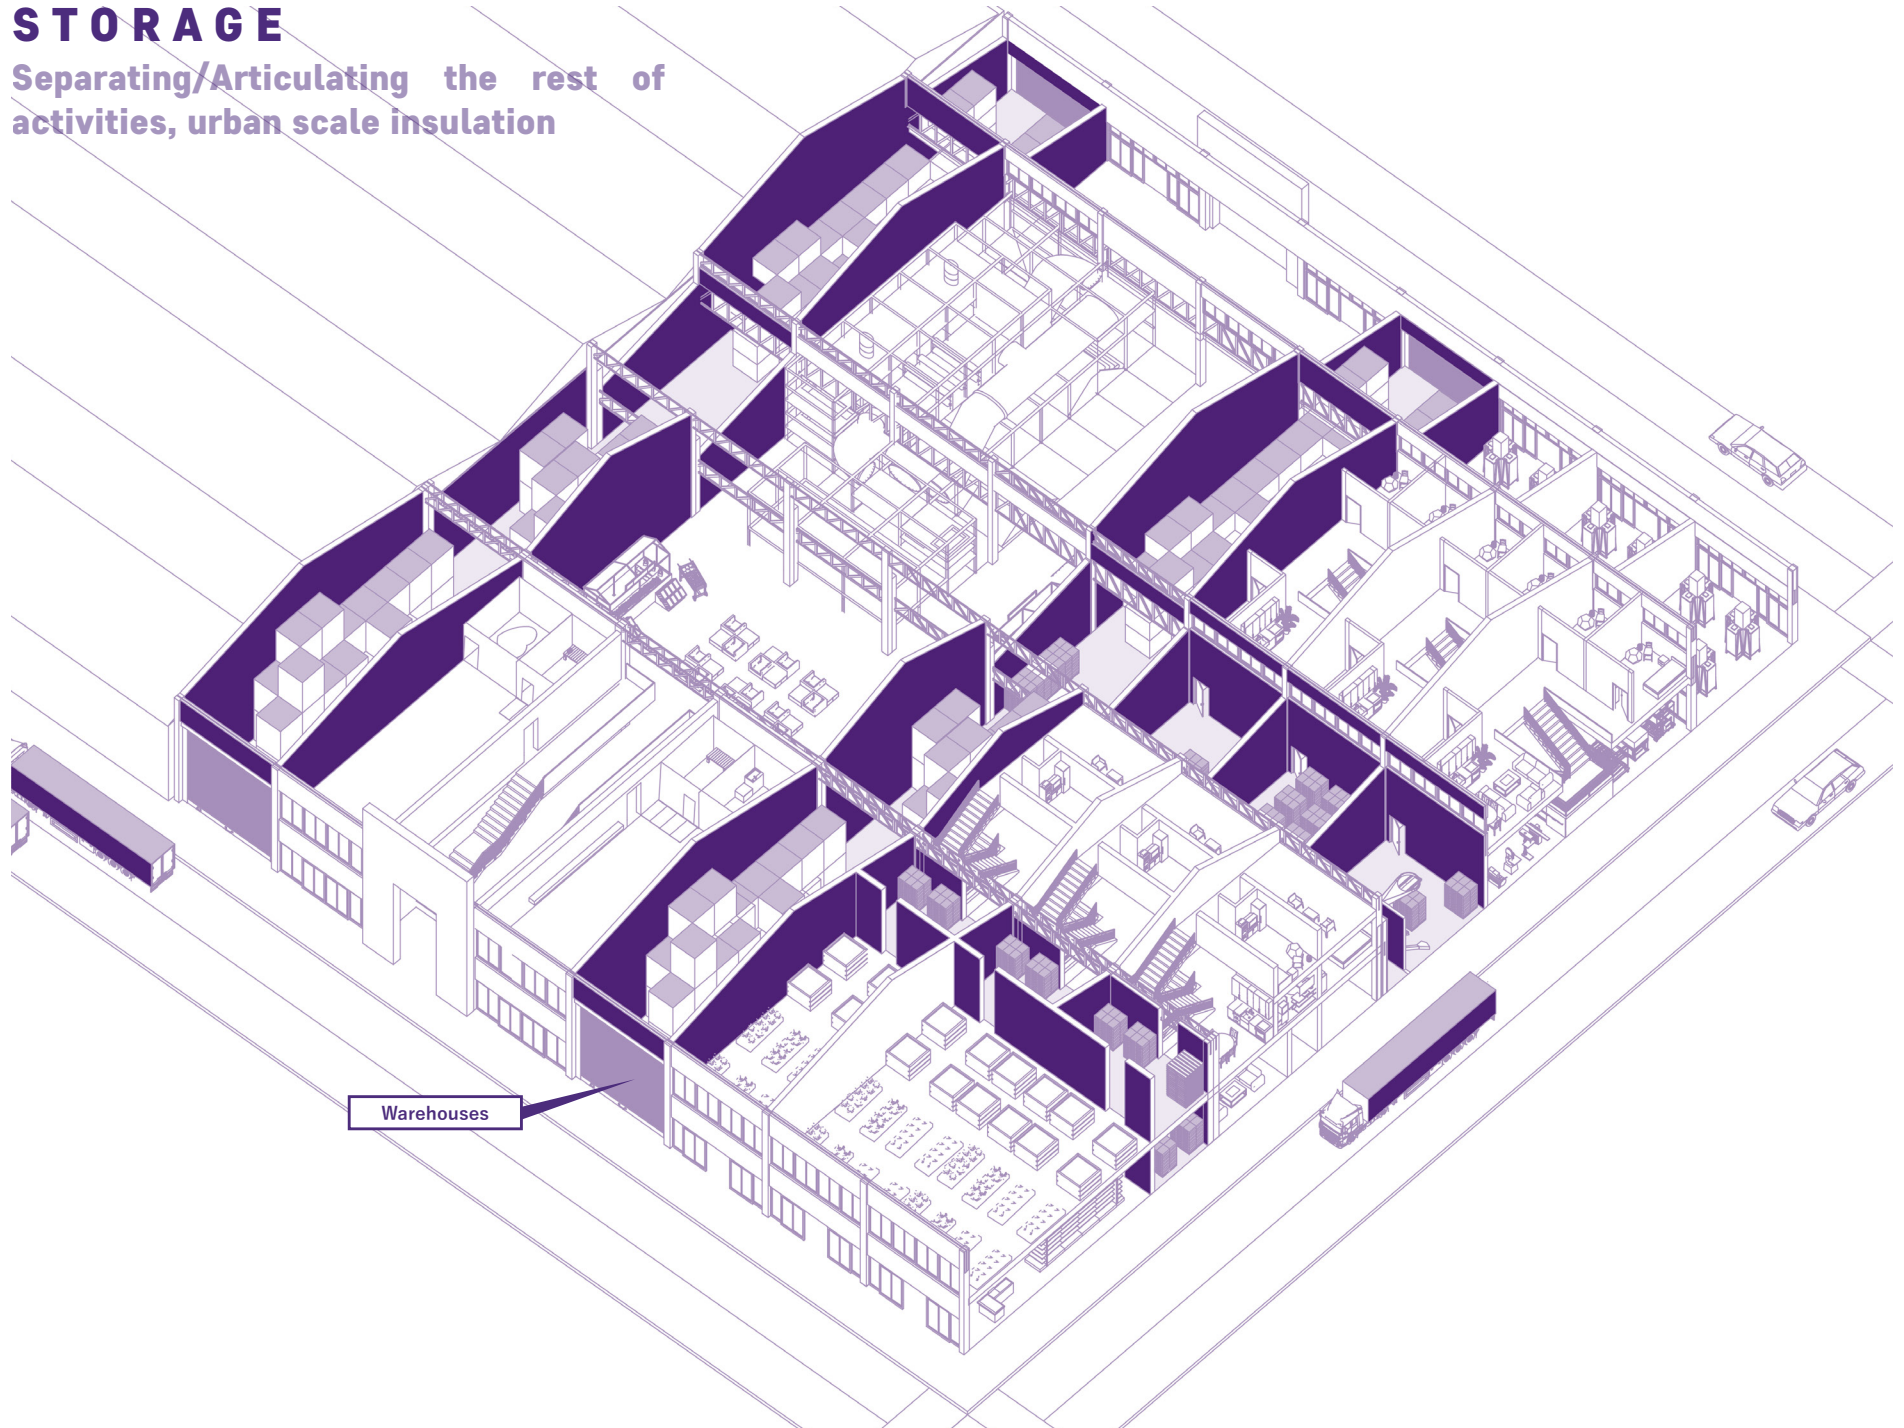 STORAGE
Separating/Articulating the rest of
activities, urban scale insulation
Warehouses